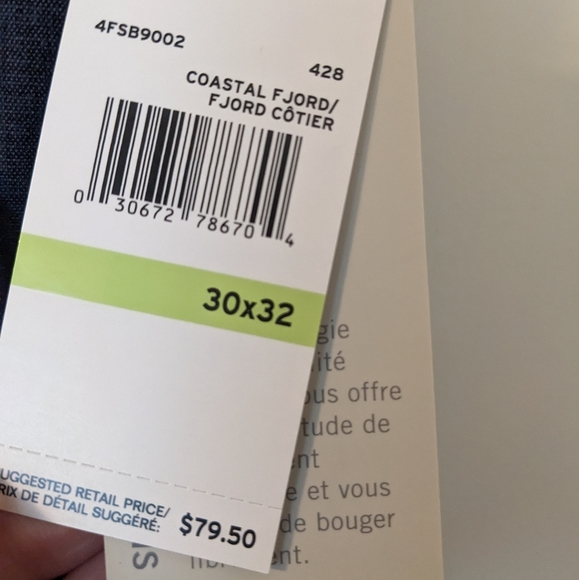 4FSB9002
428
COASTAL FJORD/
FJORD CÔTIER
0 30672 78670 4
30x32
UGGESTED RETAIL PRICE/
RIX DE DÉTAIL SUGGÉRÉ: $79.50
gie
ité
ous offre
tude de
ent
e et vous
de bouger
ent.